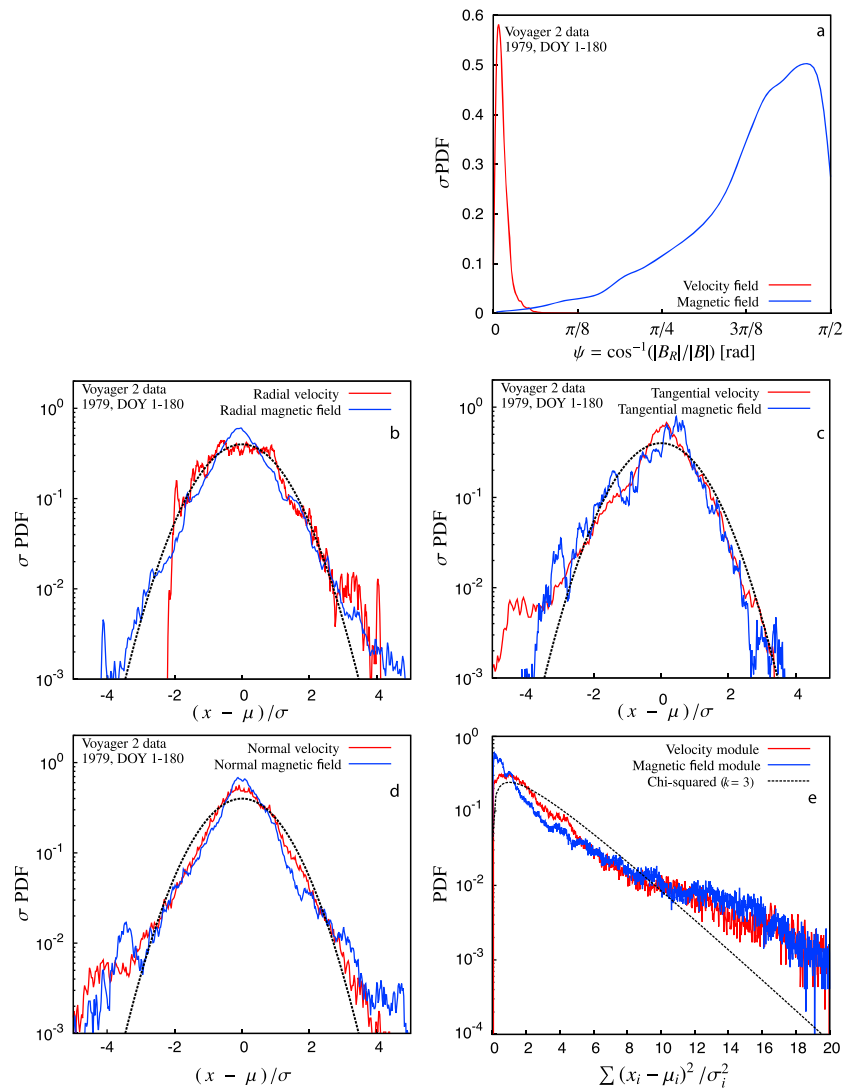 Voyager 2 data
1979, DOY 1-180
a
0.6
0.5
0.4
0.3
0.2
0.1
0
σ PDF
Velocity field
Magnetic field
0 π/8 π/4 3π/8 π/2
ψ = cos⁻¹(|B_R|/|B|) [rad]
Voyager 2 data
1979, DOY 1-180
Radial velocity
Radial magnetic field
b
10⁰
10⁻¹
10⁻²
10⁻³
σ PDF
-4 -2 0 2 4
(x − μ)/σ
Voyager 2 data
1979, DOY 1-180
Tangential velocity
Tangential magnetic field
c
10⁰
10⁻¹
10⁻²
10⁻³
σ PDF
-4 -2 0 2 4
(x − μ)/σ
Voyager 2 data
1979, DOY 1-180
Normal velocity
Normal magnetic field
d
10⁰
10⁻¹
10⁻²
10⁻³
σ PDF
-4 -2 0 2 4
(x − μ)/σ
Velocity module
Magnetic field module
Chi-squared (k = 3)
e
10⁰
10⁻¹
10⁻²
10⁻³
10⁻⁴
PDF
0 2 4 6 8 10 12 14 16 18 20
∑ (x_i − μ_i)²/σ_i²